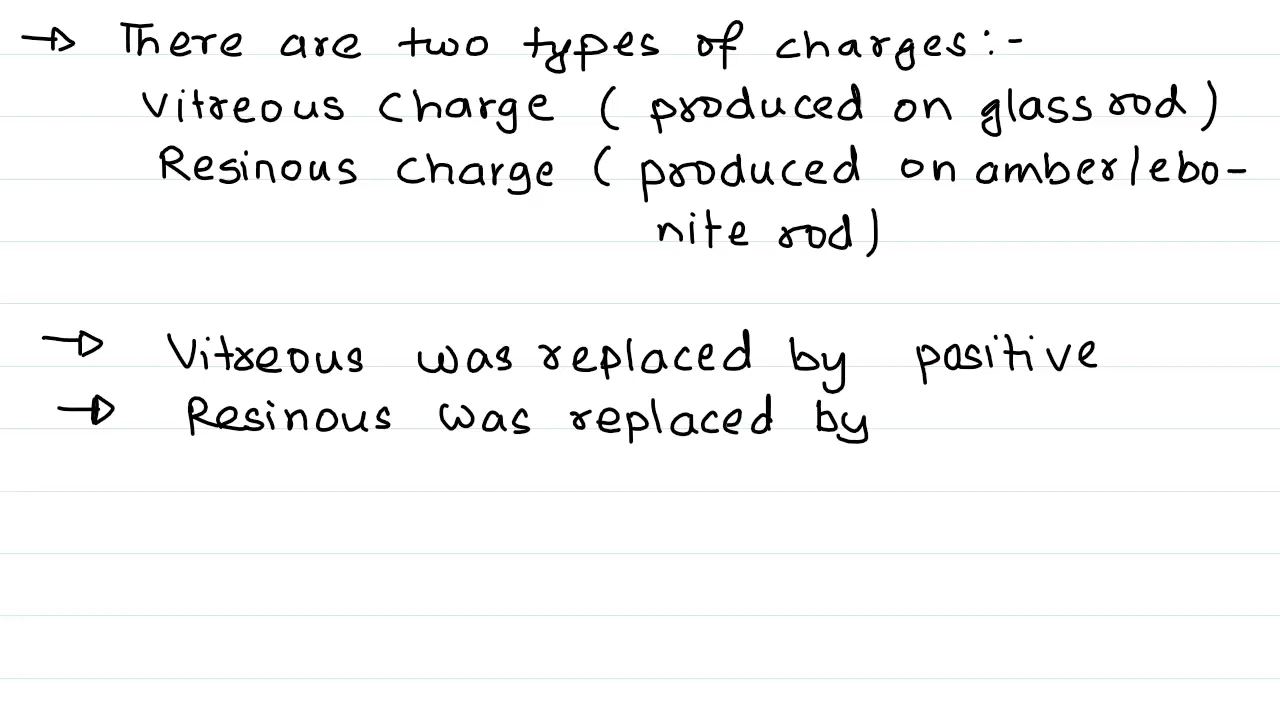 → There are two types of charges:-
Vitreous charge (produced on glass rod)
Resinous charge (produced on amber/ebo-
nite rod)
→ Vitreous was replaced by positive
→ Resinous was replaced by